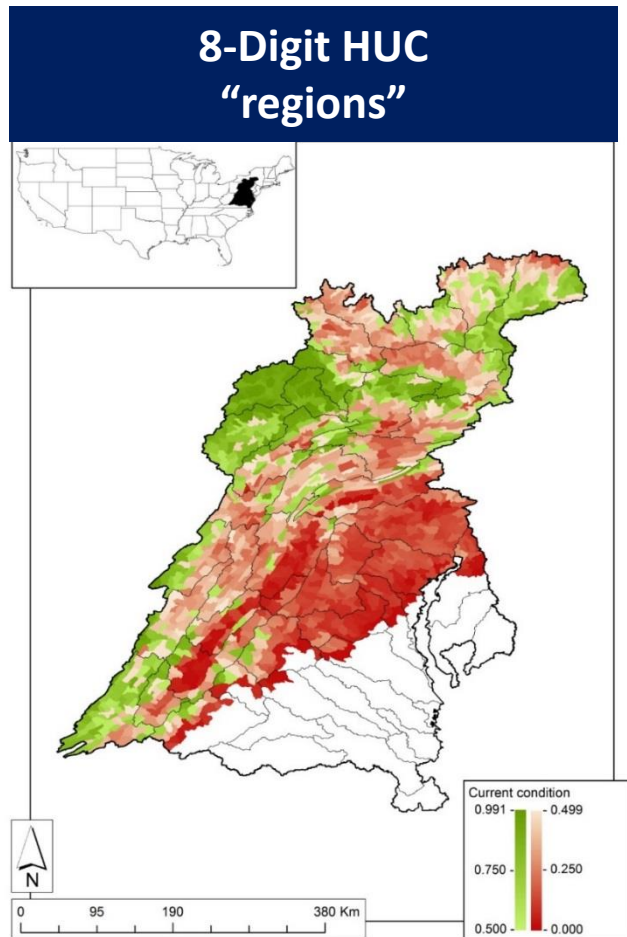 8-Digit HUC
“regions”
Current condition
0.991 - - 0.499
0.750 - - 0.250
0.500 - - 0.000
N
0 95 190 380 Km